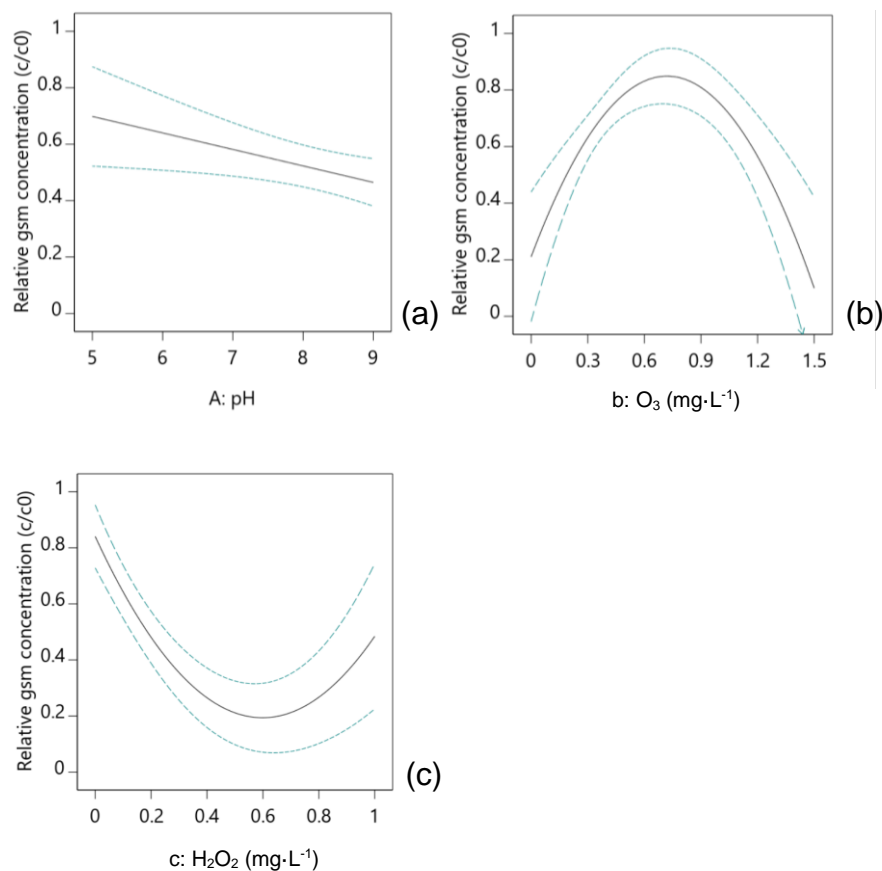 Relative gsm concentration (c/c0)
1
0.8
0.6
0.4
0.2
0
5 6 7 8 9
A: pH
(a)
Relative gsm concentration (c/c0)
1
0.8
0.6
0.4
0.2
0
0 0.3 0.6 0.9 1.2 1.5
b: O₃ (mg·L⁻¹)
(b)
Relative gsm concentration (c/c0)
1
0.8
0.6
0.4
0.2
0
0 0.2 0.4 0.6 0.8 1
c: H₂O₂ (mg·L⁻¹)
(c)